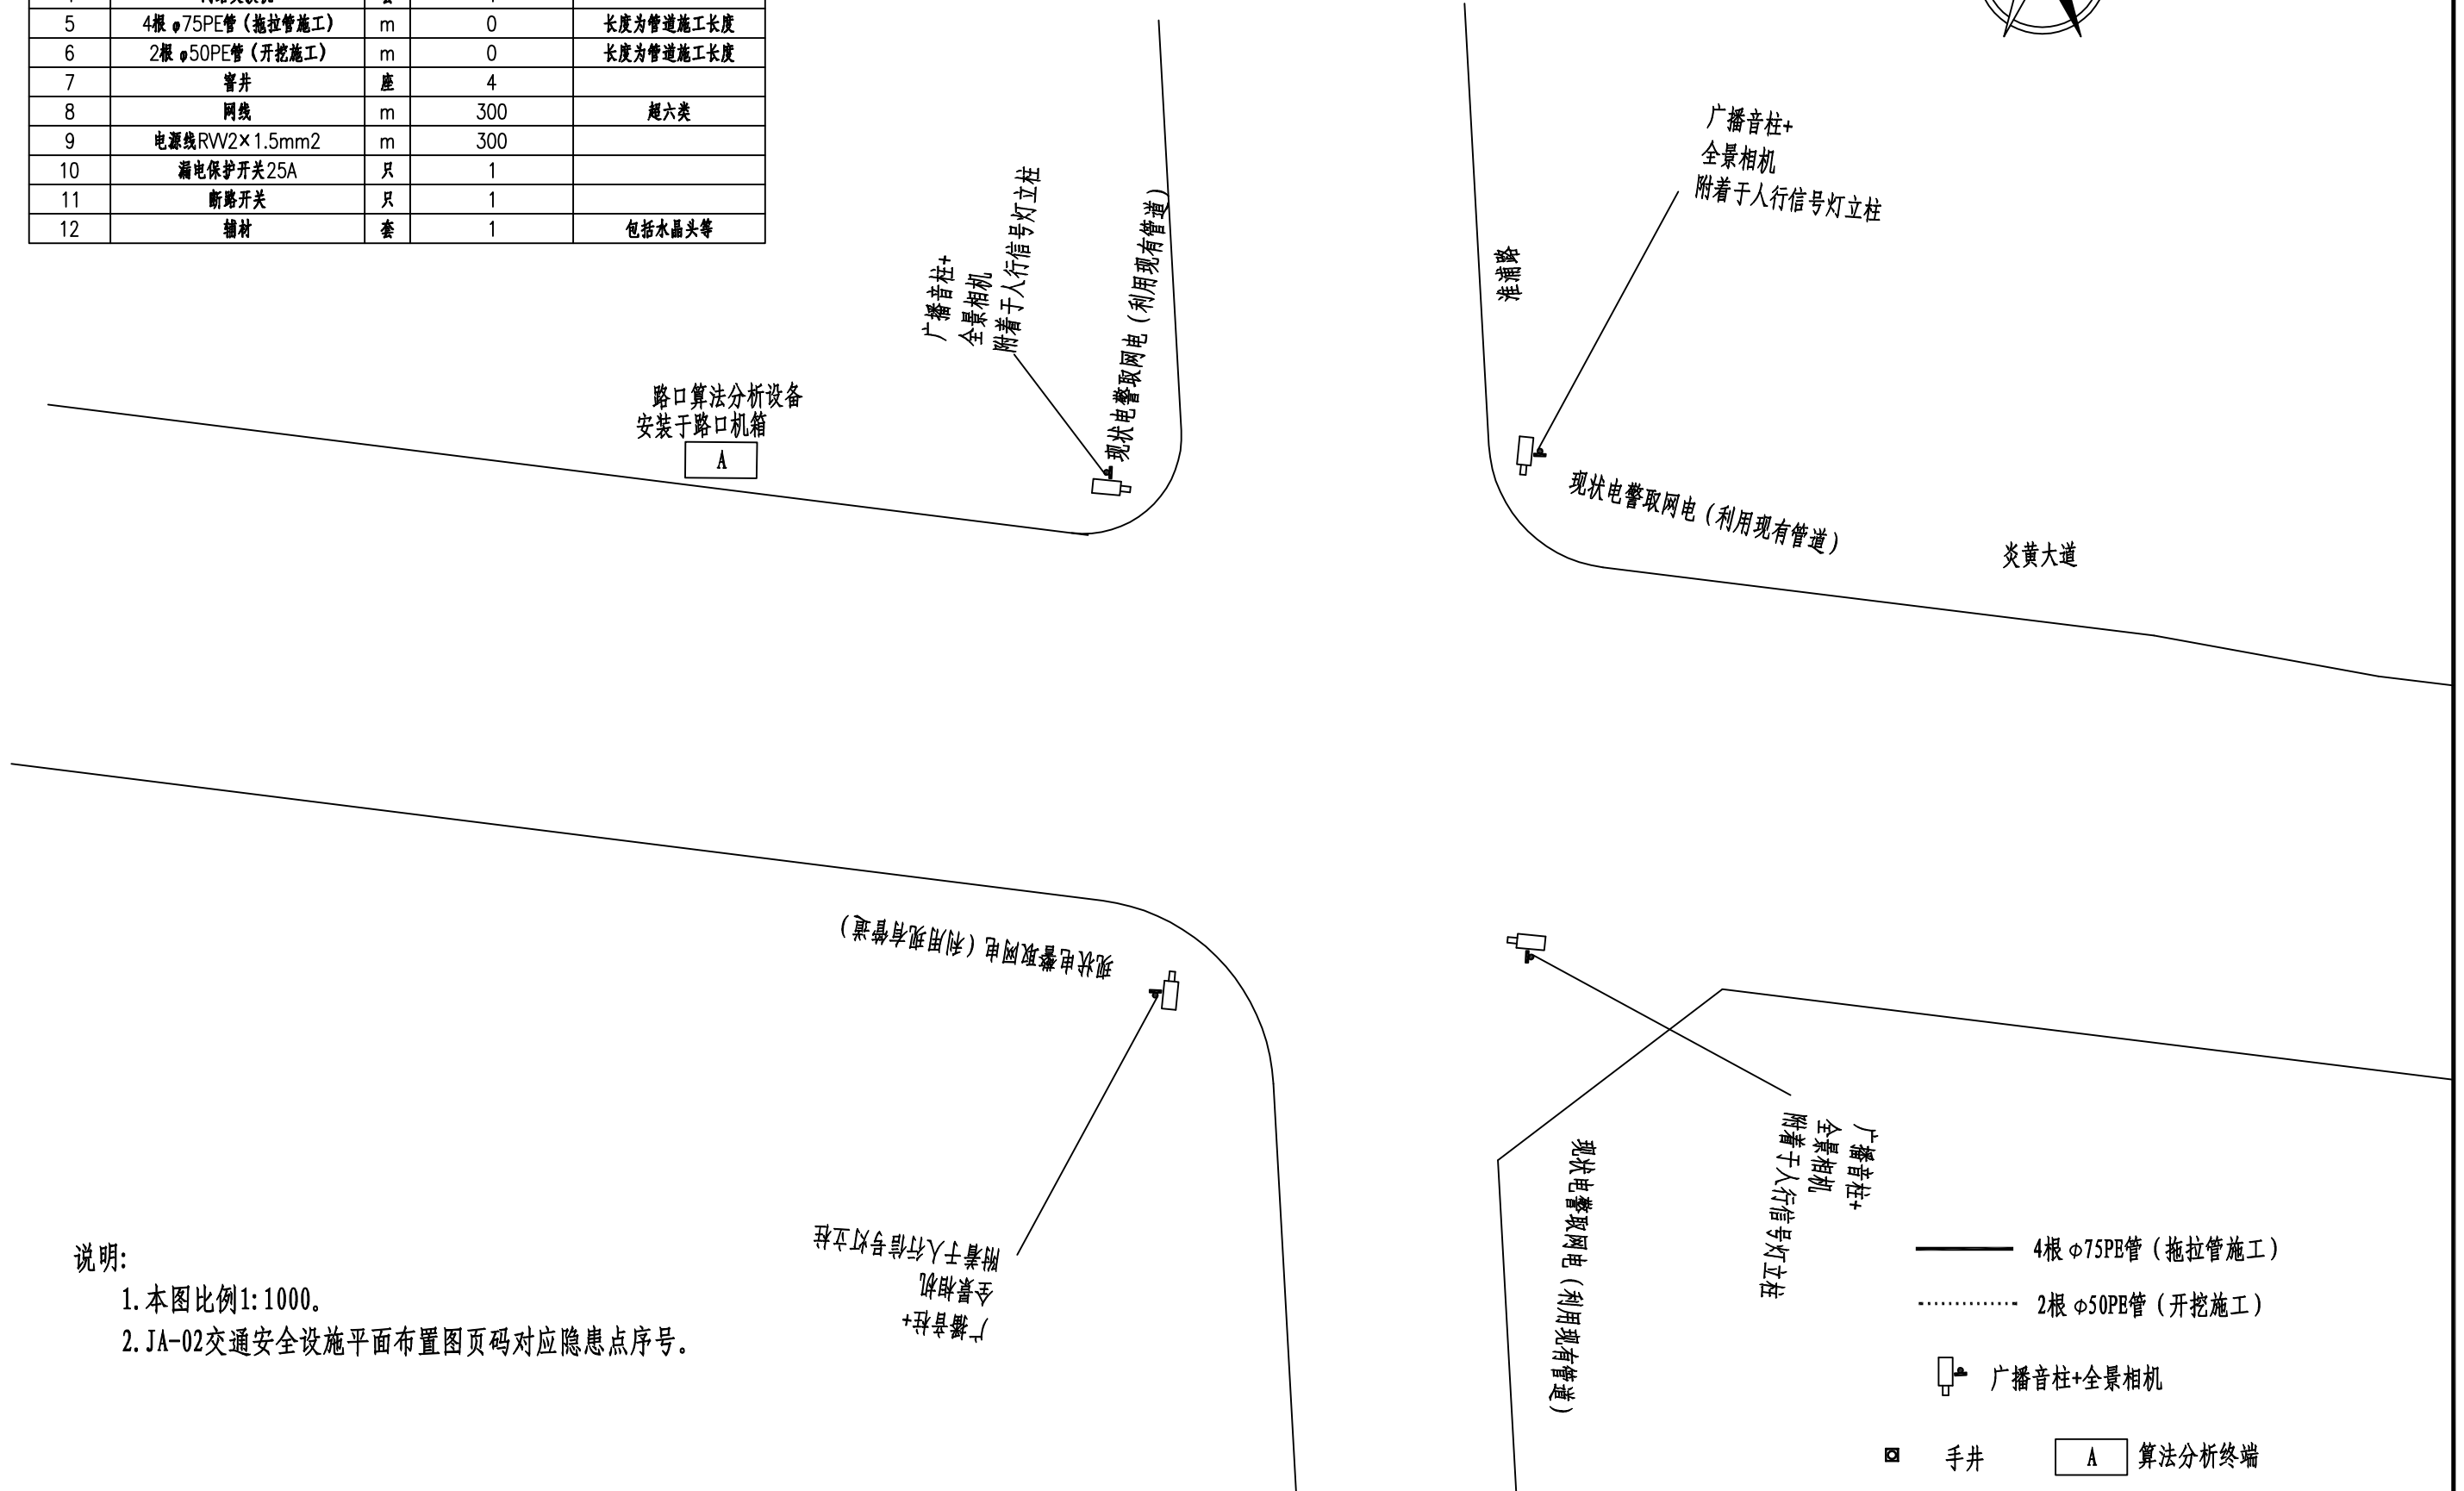 5 4根φ75PE管（拖拉管施工） m 0 长度为管道施工长度
6 2根φ50PE管（开挖施工） m 0 长度为管道施工长度
7 窨井 座 4
8 网线 m 300 超六类
9 电源线RVV2×1.5mm2 m 300
10 漏电保护开关25A 只 1
11 断路开关 只 1
12 辅材 套 1 包括水晶头等
广播音柱+
全景相机
附着于人行信号灯立柱
现状电警取网电（利用现有管道）
淮浦路
广播音柱+
全景相机
附着于人行信号灯立柱
路口算法分析设备
安装于路口机箱
A
现状电警取网电（利用现有管道）
炎黄大道
现状电警取网电（利用现有管道）
附着于人行信号灯立柱
全景相机
广播音柱+
广播音柱+
全景相机
附着于人行信号灯立柱
现状电警取网电（利用现有管道）
说明:
1.本图比例1:1000。
2.JA-02交通安全设施平面布置图页码对应隐患点序号。
4根φ75PE管（拖拉管施工）
2根φ50PE管（开挖施工）
广播音柱+全景相机
手井
A 算法分析终端